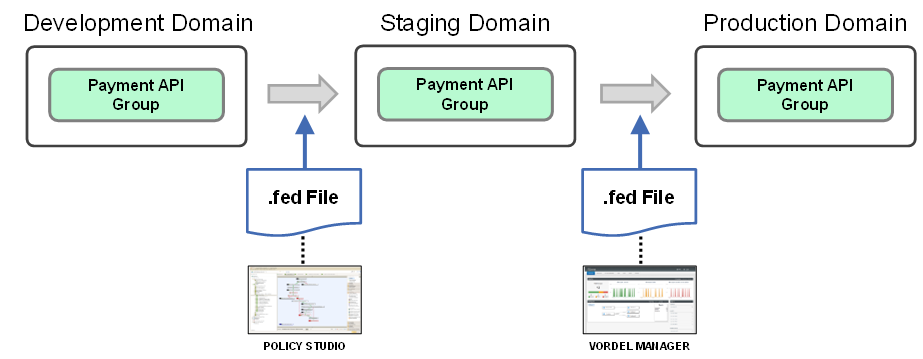 Development Domain
Staging Domain
Production Domain
Payment API
Group
Payment API
Group
Payment API
Group
.fed File
.fed File
POLICY STUDIO
VORDEL MANAGER